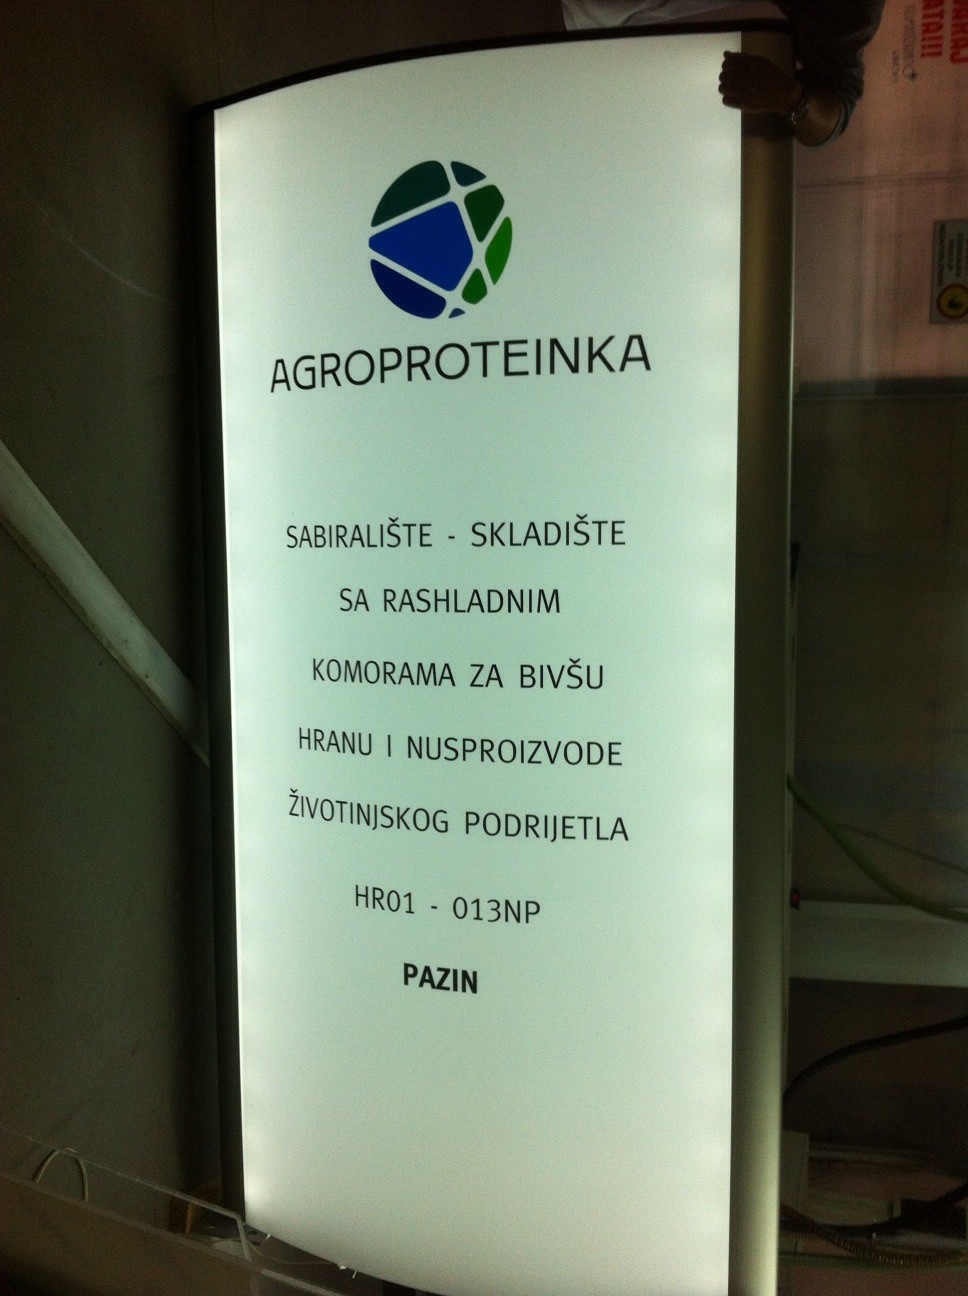 AGROPROTEINKA
SABIRALIŠTE - SKLADIŠTE
SA RASHLADNIM
KOMORAMA ZA BIVŠU
HRANU I NUSPROIZVODE
ŽIVOTINJSKOG PODRIJETLA
HR01 - 013NP
PAZIN